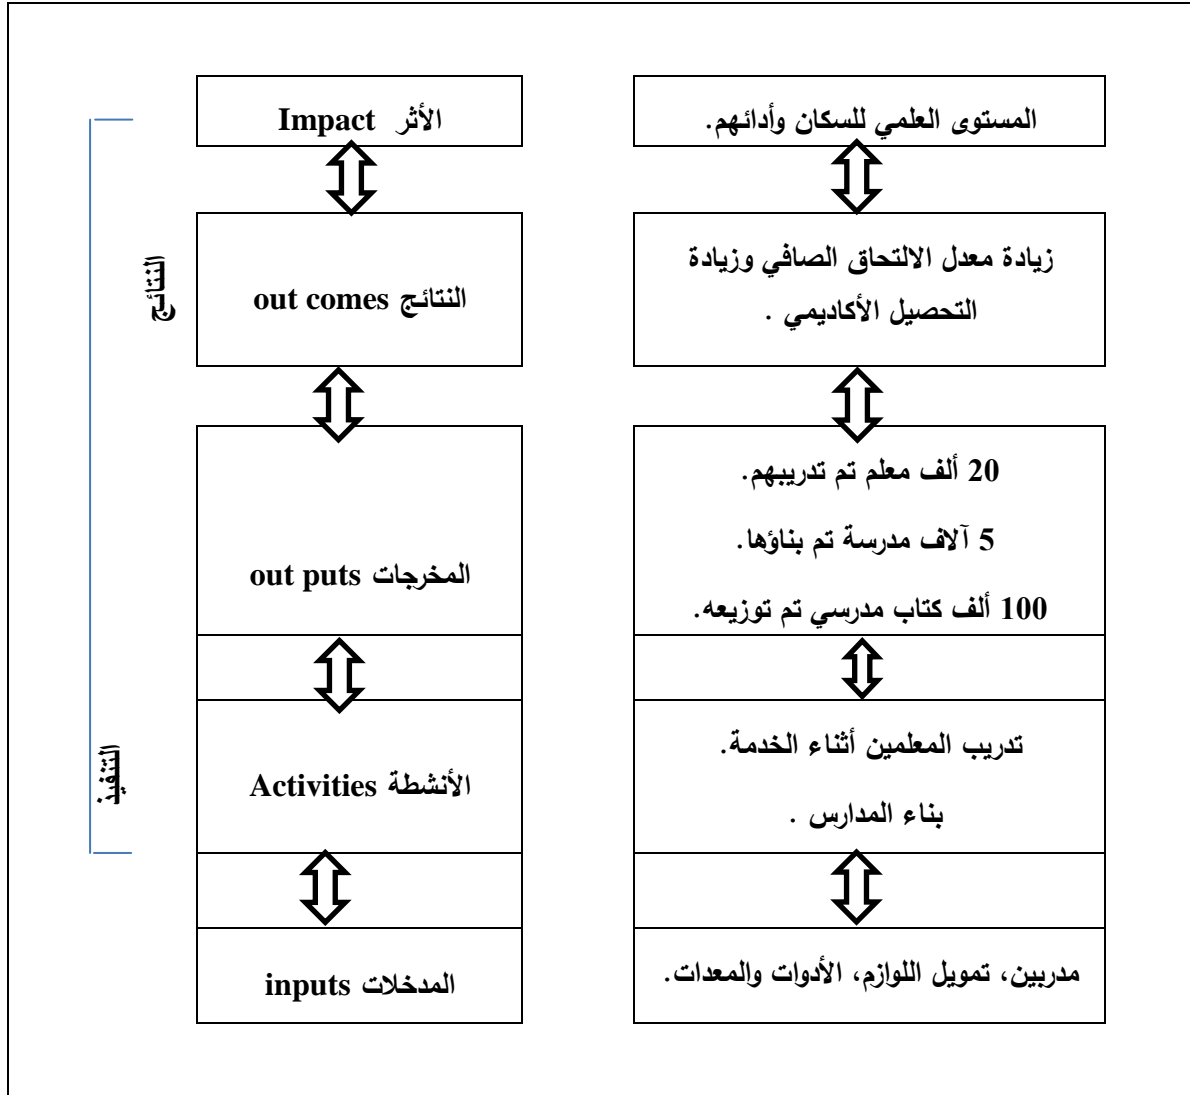 الأثر Impact
المستوى العلمي للسكان وأدائهم.
النتائج
النتائج out comes
زيادة معدل الالتحاق الصافي وزيادة
التحصيل الأكاديمي .
المخرجات out puts
20 ألف معلم تم تدريبهم.
5 آلاف مدرسة تم بناؤها.
100 ألف كتاب مدرسي تم توزيعه.
التنفيذ
الأنشطة Activities
تدريب المعلمين أثناء الخدمة.
بناء المدارس .
المدخلات inputs
مدربين، تمويل اللوازم، الأدوات والمعدات.